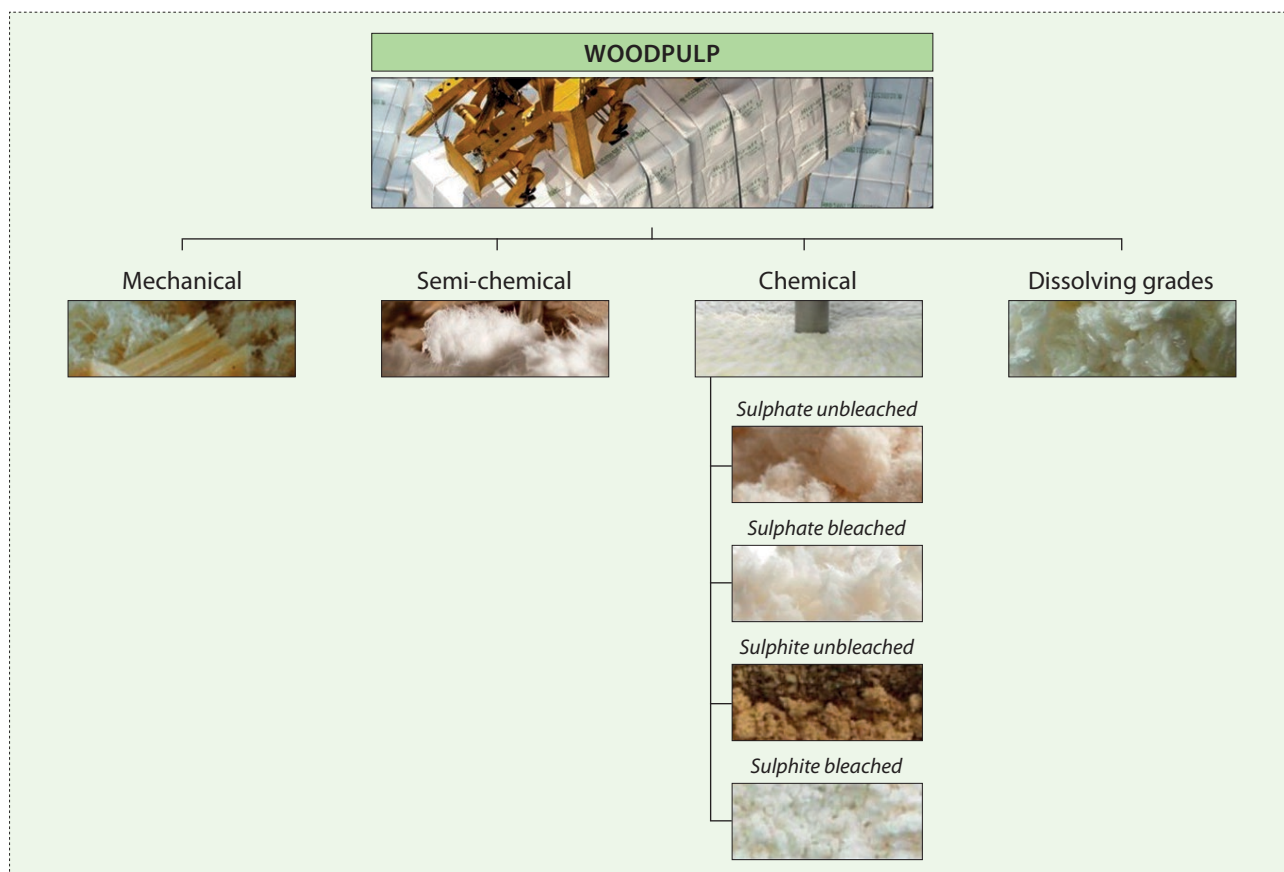 WOODPULP
Mechanical
Semi-chemical
Chemical
Dissolving grades
Sulphate unbleached
Sulphate bleached
Sulphite unbleached
Sulphite bleached